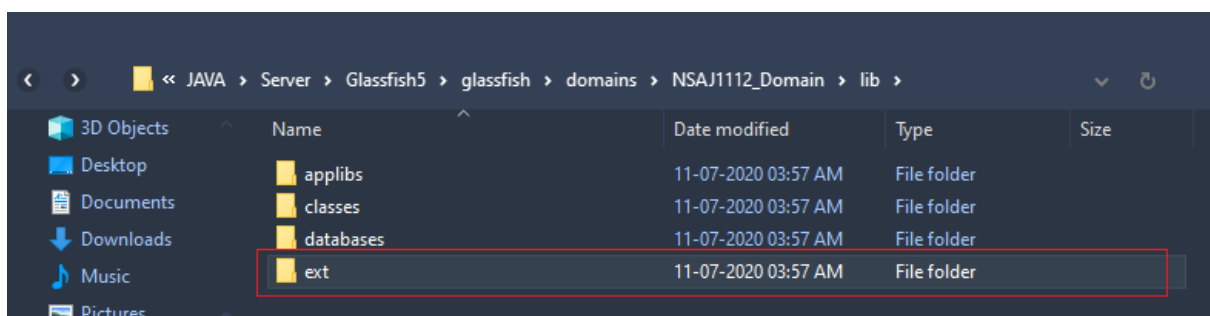 « JAVA > Server > Glassfish5 > glassfish > domains > NSAJ1112_Domain > lib >
3D Objects Name Date modified Type Size
Desktop applibs 11-07-2020 03:57 AM File folder
Documents classes 11-07-2020 03:57 AM File folder
Downloads databases 11-07-2020 03:57 AM File folder
Music ext 11-07-2020 03:57 AM File folder
Pictures